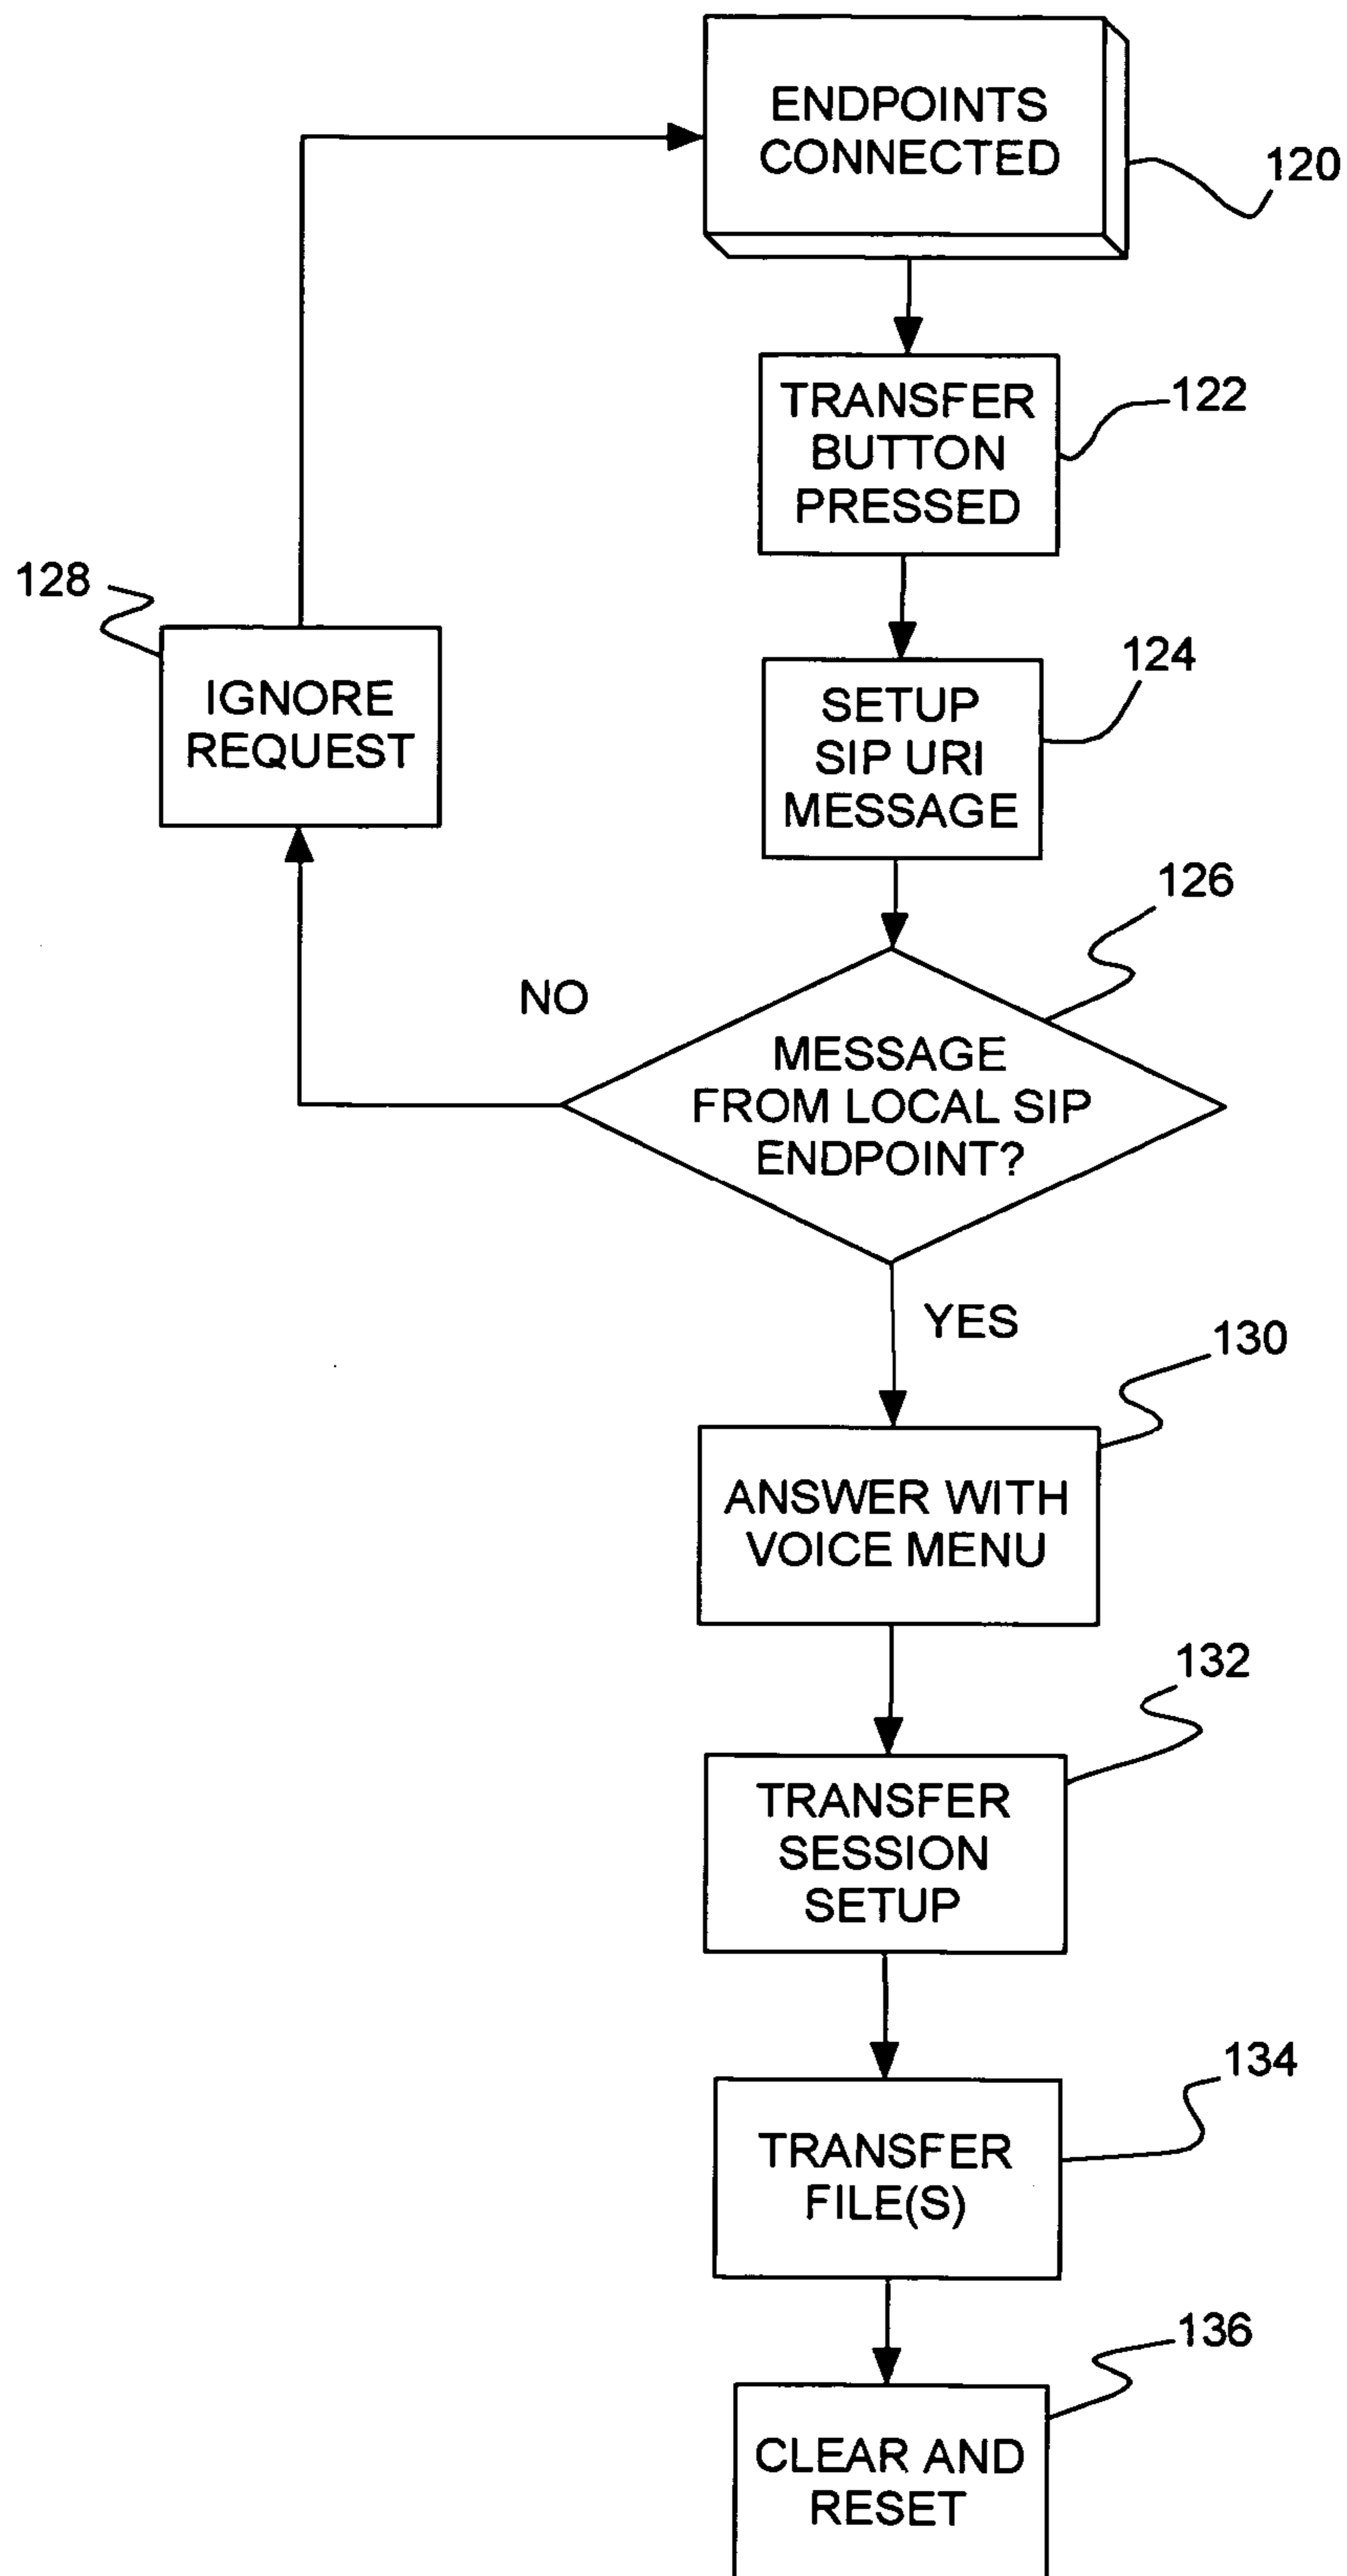 ENDPOINTS
CONNECTED
120
TRANSFER
BUTTON
PRESSED
122
128
IGNORE
REQUEST
SETUP
SIP URI
MESSAGE
124
126
NO
MESSAGE
FROM LOCAL SIP
ENDPOINT?
YES
130
ANSWER WITH
VOICE MENU
132
TRANSFER
SESSION
SETUP
134
TRANSFER
FILE(S)
136
CLEAR AND
RESET